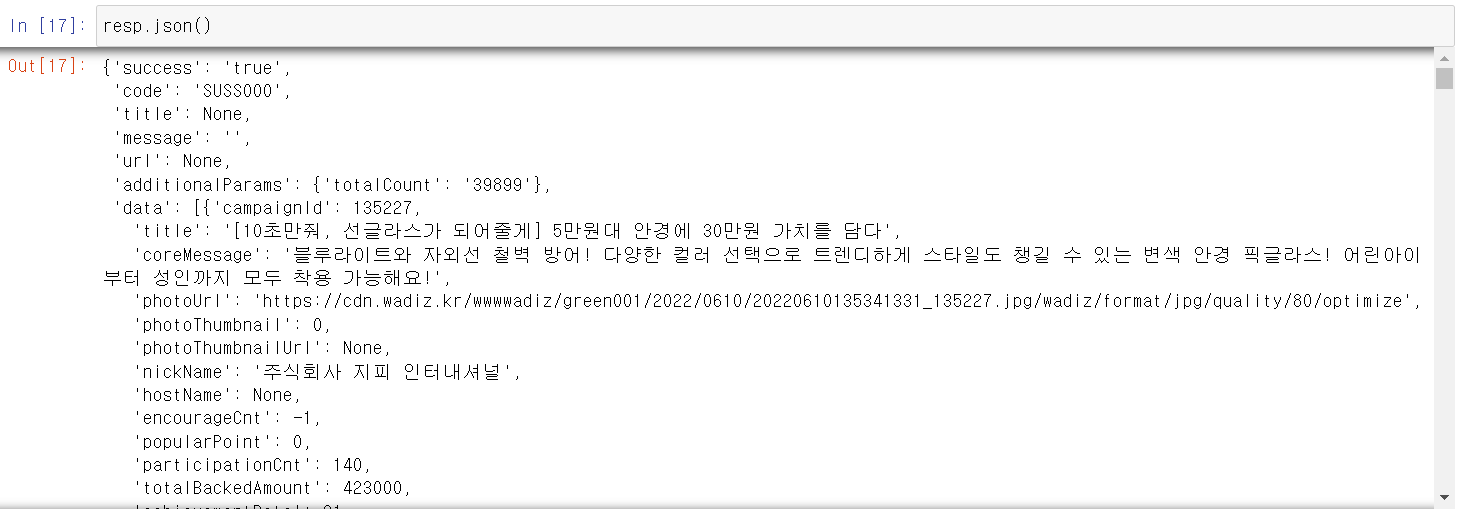 In [17]: resp.json()
Out[17]: {'success': 'true',
'code': 'SUSS000',
'title': None,
'message': '',
'url': None,
'additionalParams': {'totalCount': '39899'},
'data': [{'campaignId': 135227,
'title': '[10초만줘, 선글라스가 되어줄게] 5만원대 안경에 30만원 가치를 담다',
'coreMessage': '블루라이트와 자외선 철벽 방어! 다양한 컬러 선택으로 트렌디하게 스타일도 챙길 수 있는 변색 안경 픽글라스! 어린아이
부터 성인까지 모두 착용 가능해요!',
'photoUrl': 'https://cdn.wadiz.kr/wwwwadiz/green001/2022/0610/20220610135341331_135227.jpg/wadiz/format/jpg/quality/80/optimize',
'photoThumbnail': 0,
'photoThumbnailUrl': None,
'nickName': '주식회사 지피 인터내셔널',
'hostName': None,
'encourageCnt': -1,
'popularPoint': 0,
'participationCnt': 140,
'totalBackedAmount': 423000,